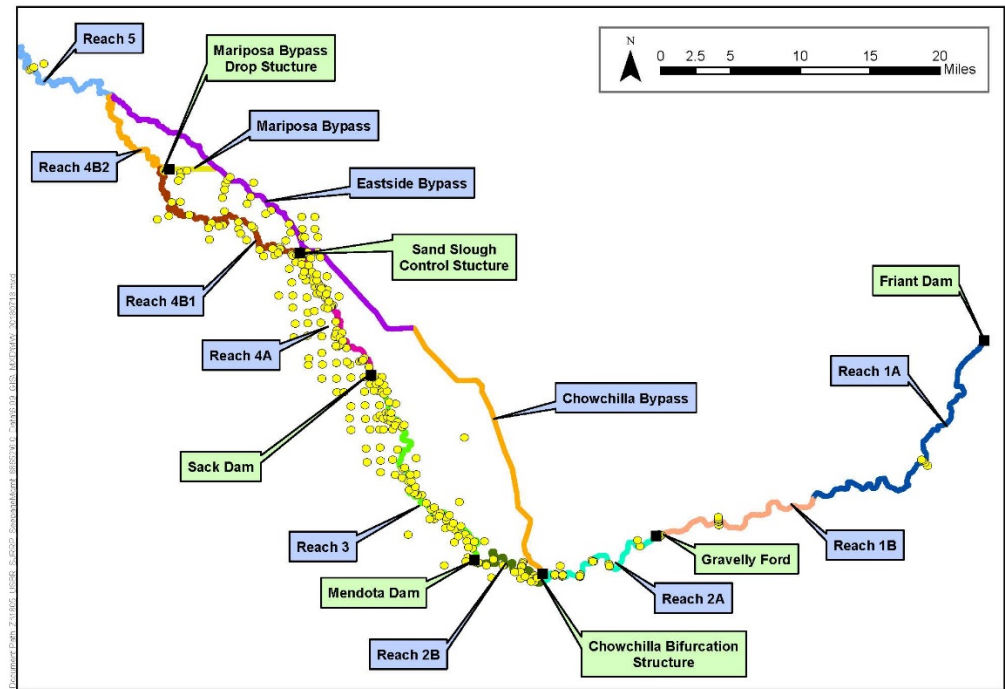 Reach 5
Mariposa Bypass
Drop Stucture
N
0 2.5 5 10 15 20
Miles
Mariposa Bypass
Reach 4B2
Eastside Bypass
Sand Slough
Control Stucture
Friant Dam
Reach 4B1
Reach 4A
Reach 1A
Chowchilla Bypass
Sack Dam
Reach 3
Gravelly Ford
Reach 1B
Mendota Dam
Reach 2A
Reach 2B
Chowchilla Bifurcation
Structure
Document Path: